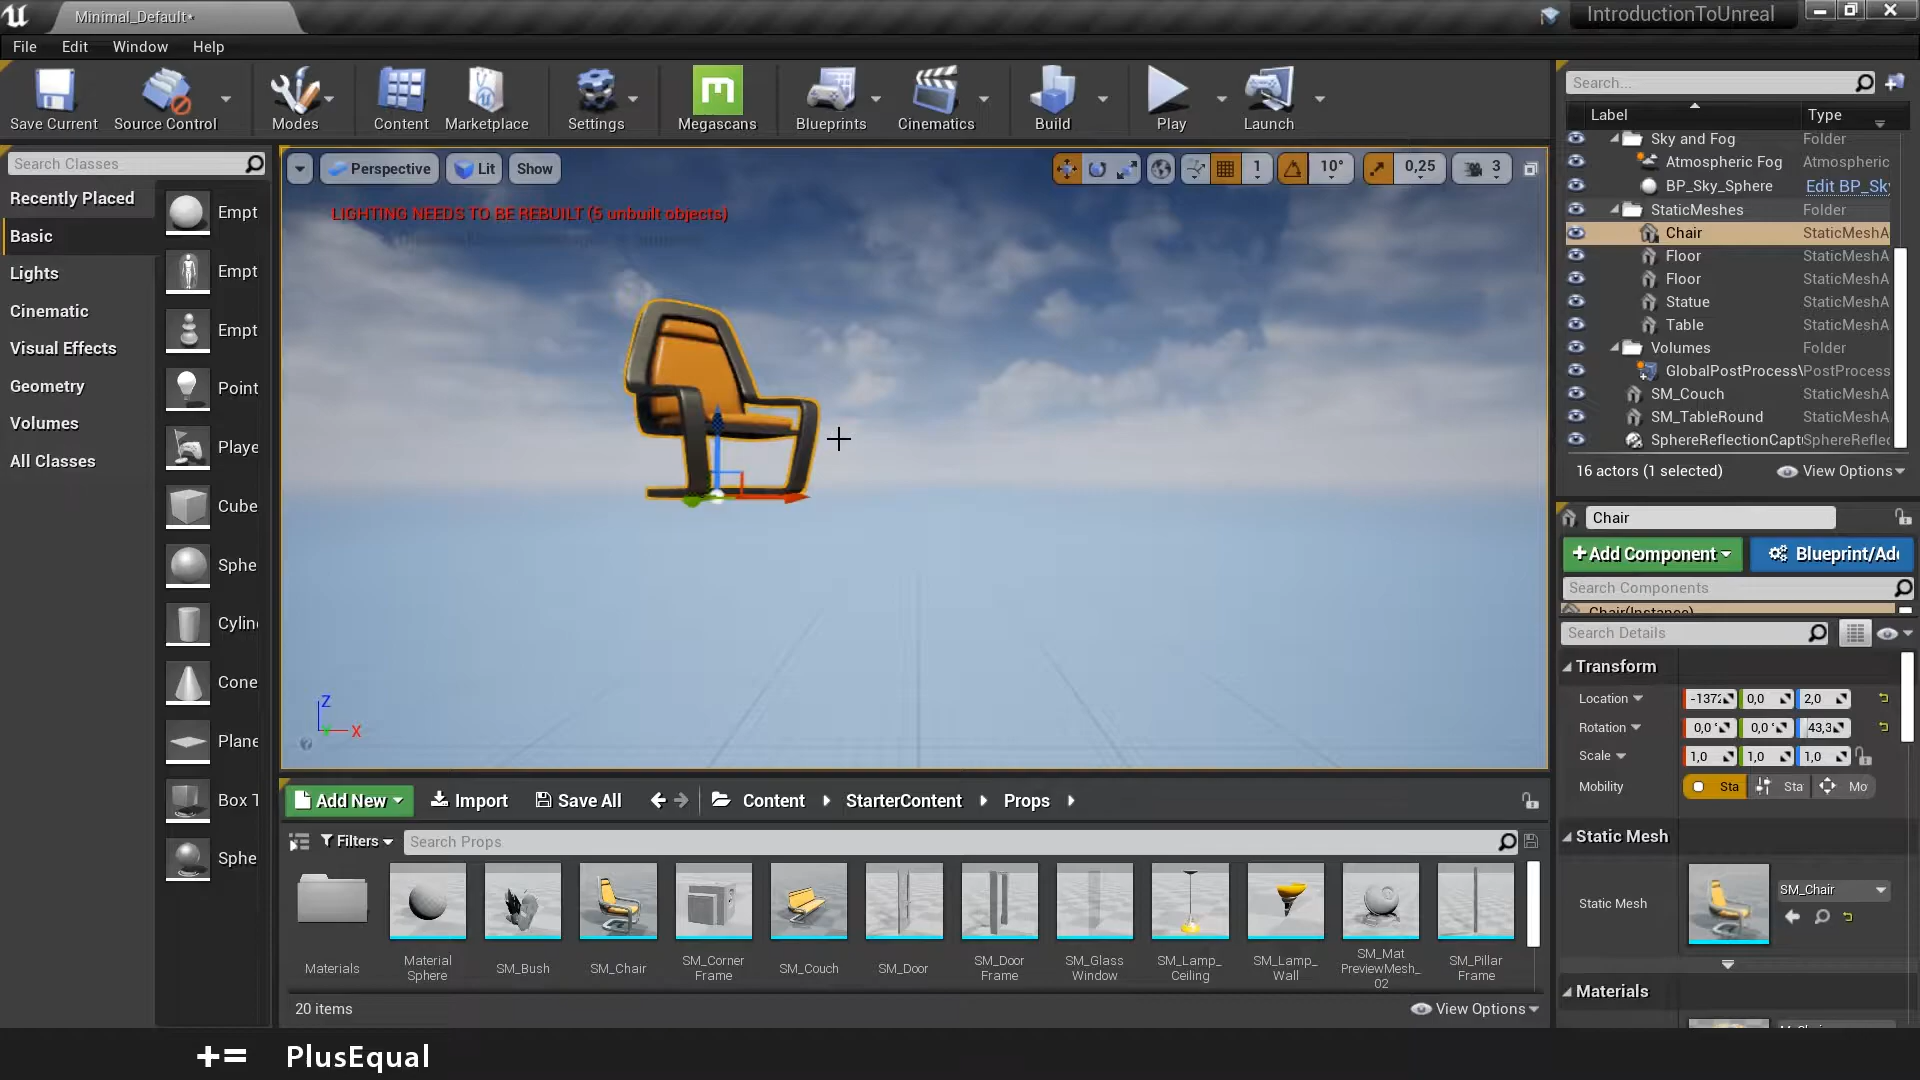 Minimal_Default*
IntroductionToUnreal
File Edit Window Help
Save Current
Source Control
Modes
Content
Marketplace
Settings
Megascans
Blueprints
Cinematics
Build
Play
Launch
Search Classes
Recently Placed
Basic
Lights
Cinematic
Visual Effects
Geometry
Volumes
All Classes
Empt
Empt
Empt
Point
Playe
Cube
Sphe
Cylin
Cone
Plane
Box T
Sphe
Perspective
Lit
Show
1
10°
0,25
3
LIGHTING NEEDS TO BE REBUILT (5 unbuilt objects)
Z
X
Add New
Import
Save All
Content
StarterContent
Props
Filters
Search Props
Materials
Material Sphere
SM_Bush
SM_Chair
SM_Corner Frame
SM_Couch
SM_Door
SM_Door Frame
SM_Glass Window
SM_Lamp_ Ceiling
SM_Lamp_ Wall
SM_Mat PreviewMesh_ 02
SM_Pillar Frame
20 items
View Options
Search...
Label Type
Sky and Fog Folder
Atmospheric Fog Atmospheric
BP_Sky_Sphere Edit BP_Sk
StaticMeshes Folder
Chair StaticMeshA
Floor StaticMeshA
Floor StaticMeshA
Statue StaticMeshA
Table StaticMeshA
Volumes Folder
GlobalPostProcess PostProcess
SM_Couch StaticMeshA
SM_TableRound StaticMeshA
SphereReflectionCapt SphereReflec
16 actors (1 selected)
View Options
Chair
+Add Component
Blueprint/Add
Search Components
Chair(Instance)
Search Details
Transform
Location -137 0,0 2,0
Rotation 0,0 ° 0,0 ° 43,3
Scale 1,0 1,0 1,0
Mobility Sta Sta Mo
Static Mesh
Static Mesh
SM_Chair
Materials
+= PlusEqual